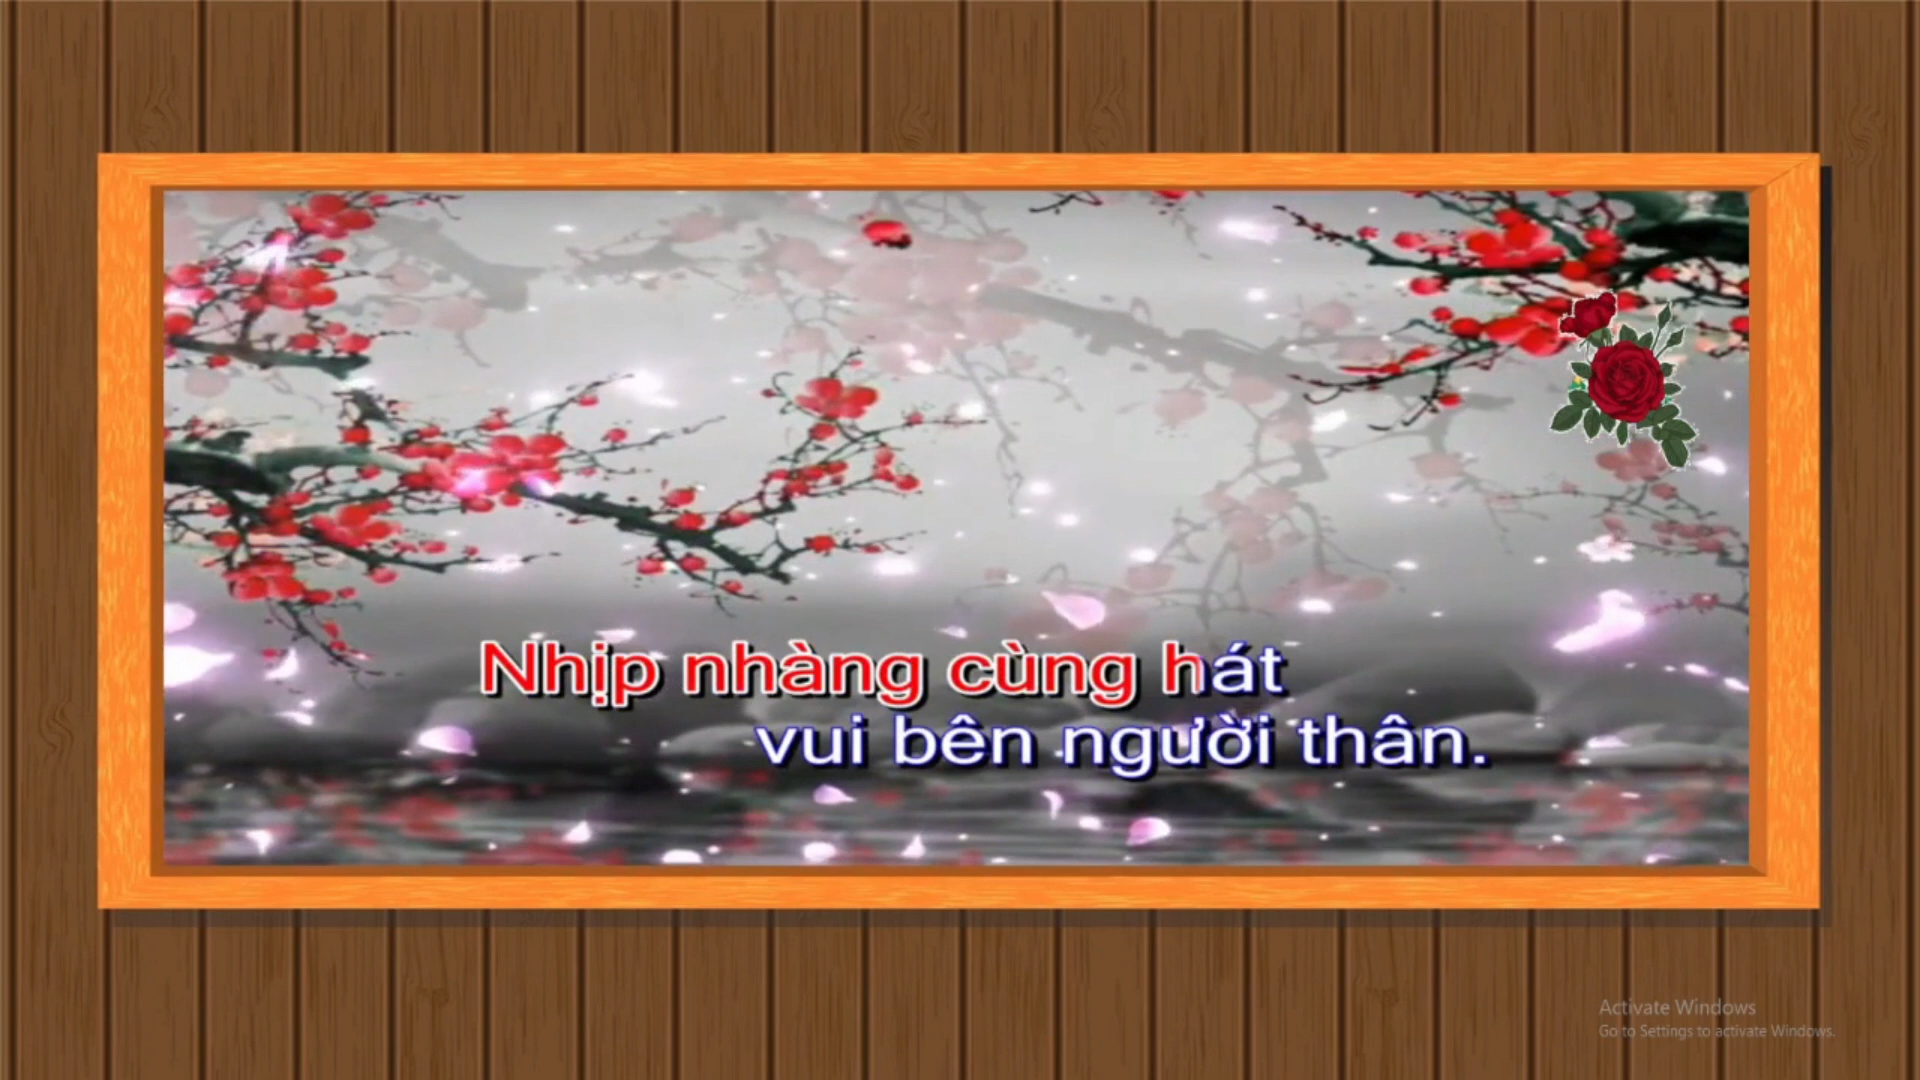 Nhịp nhàng cùng hát
vui bên người thân.
Activate Windows
Go to Settings to activate Windows.